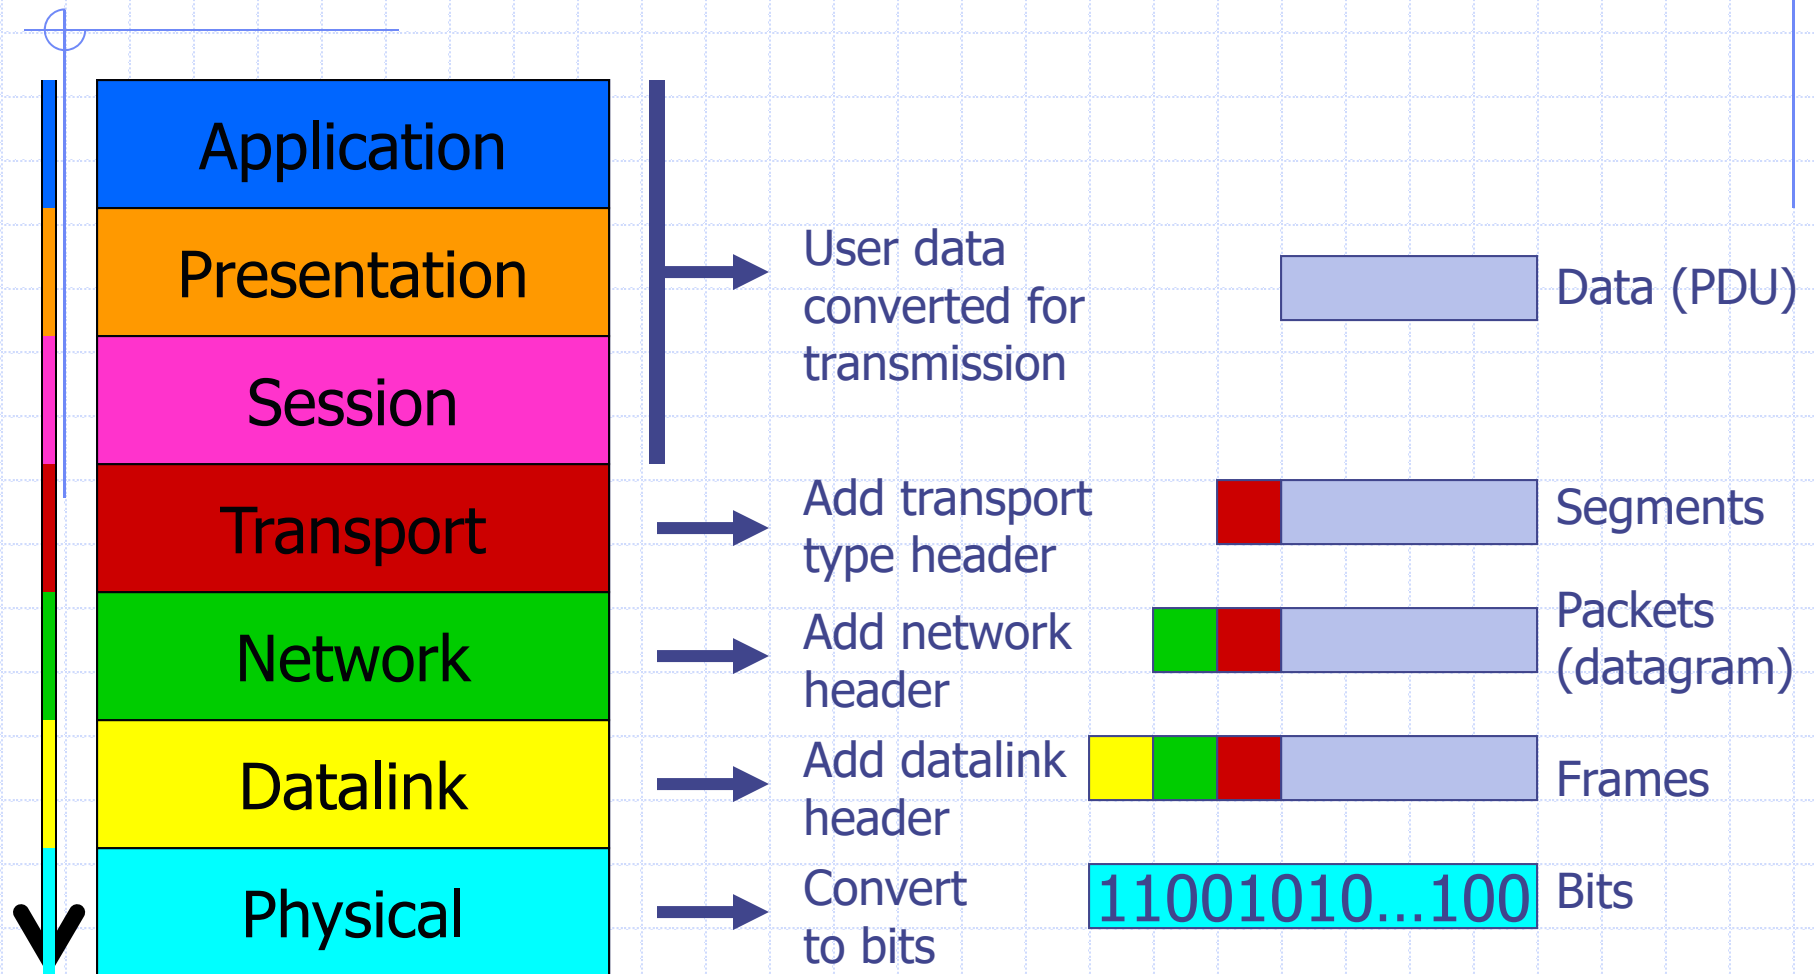 Application
Presentation
Session
Transport
Network
Datalink
Physical
User data
converted for
transmission
Data (PDU)
Add transport
type header
Segments
Add network
header
Packets
(datagram)
Add datalink
header
Frames
Convert
to bits
11001010...100
Bits